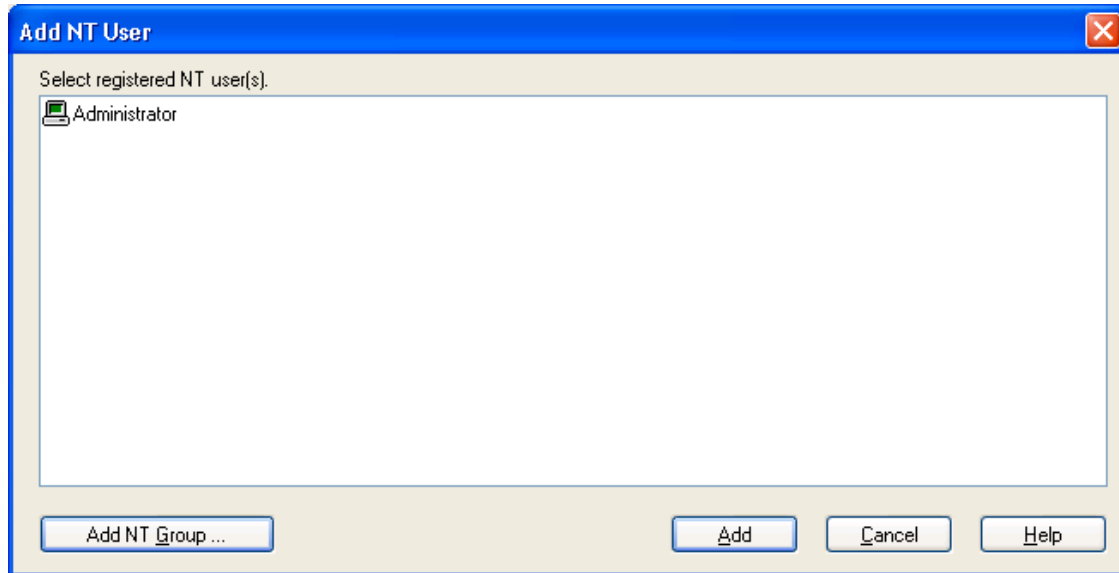 Add NT User
Select registered NT user(s).
Administrator
Add NT Group ... Add Cancel Help